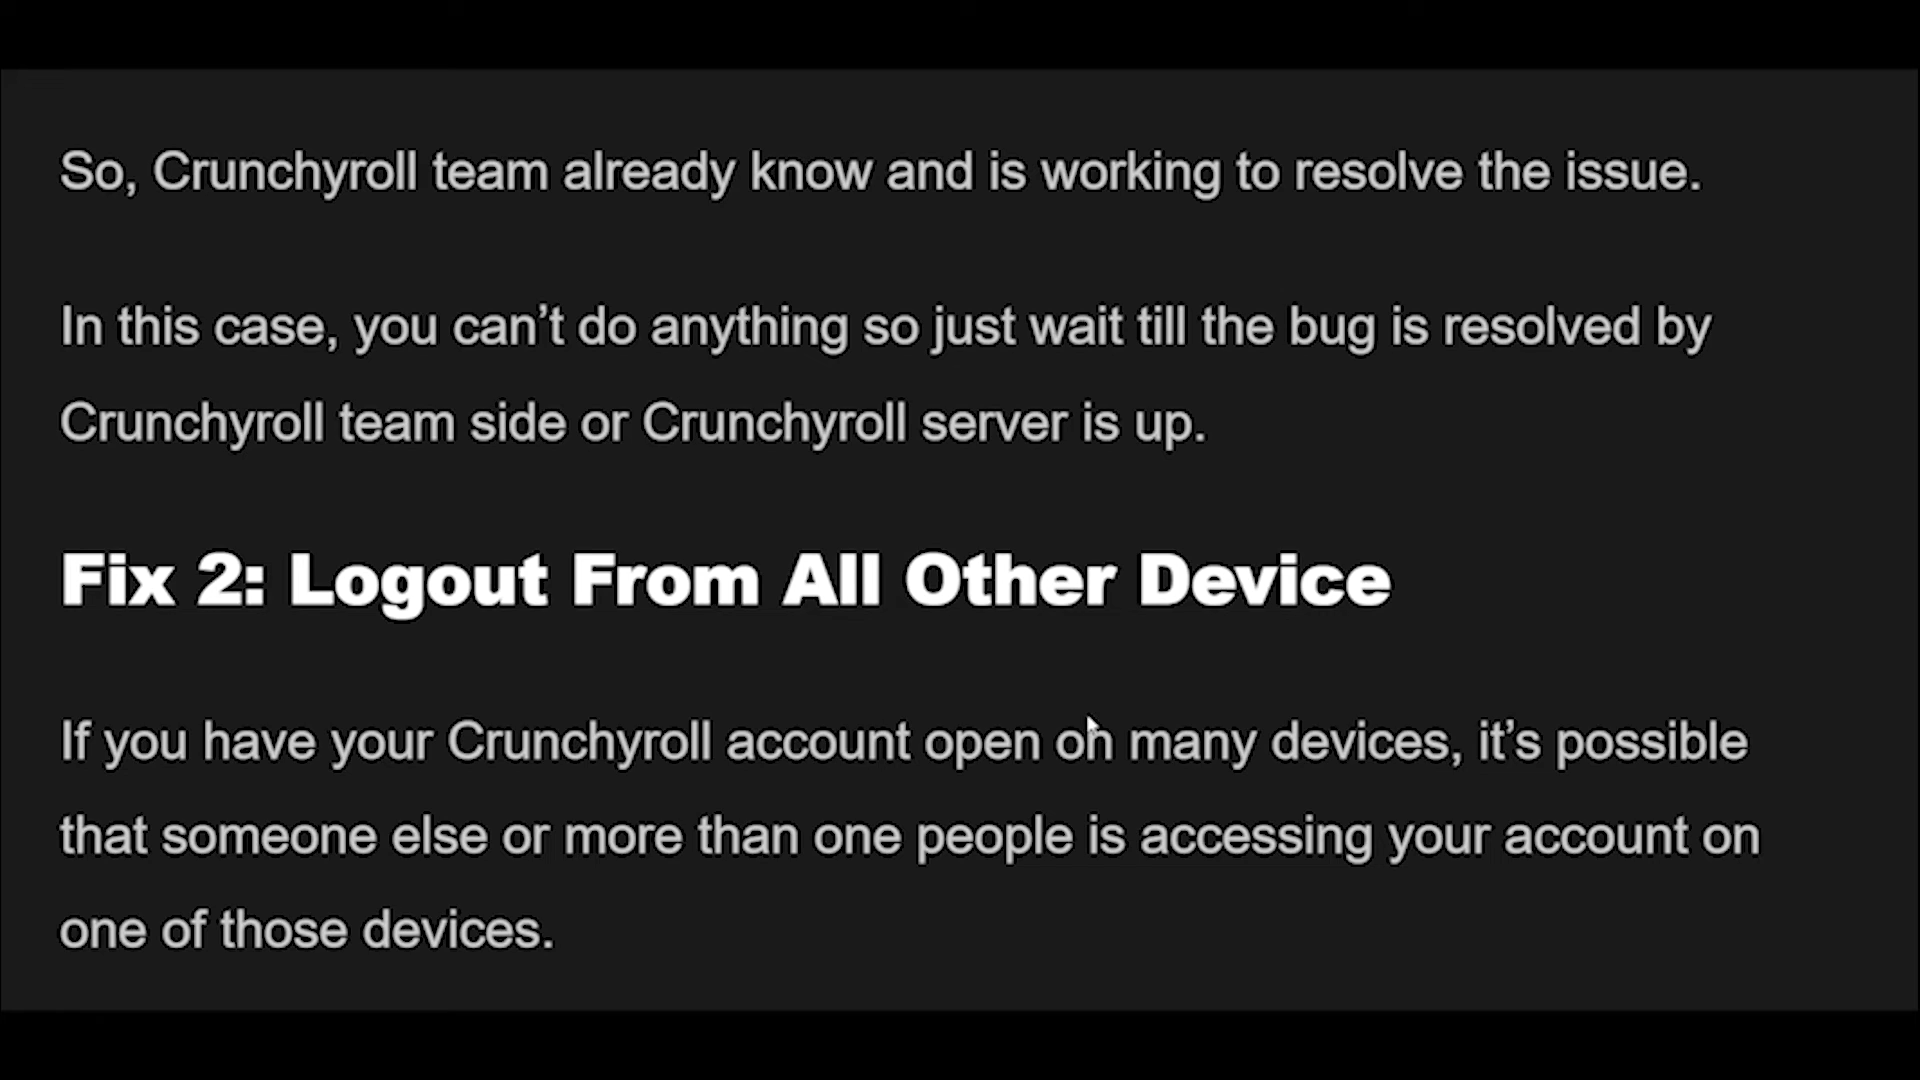 So, Crunchyroll team already know and is working to resolve the issue.
In this case, you can’t do anything so just wait till the bug is resolved by
Crunchyroll team side or Crunchyroll server is up.
Fix 2: Logout From All Other Device
If you have your Crunchyroll account open on many devices, it’s possible
that someone else or more than one people is accessing your account on
one of those devices.